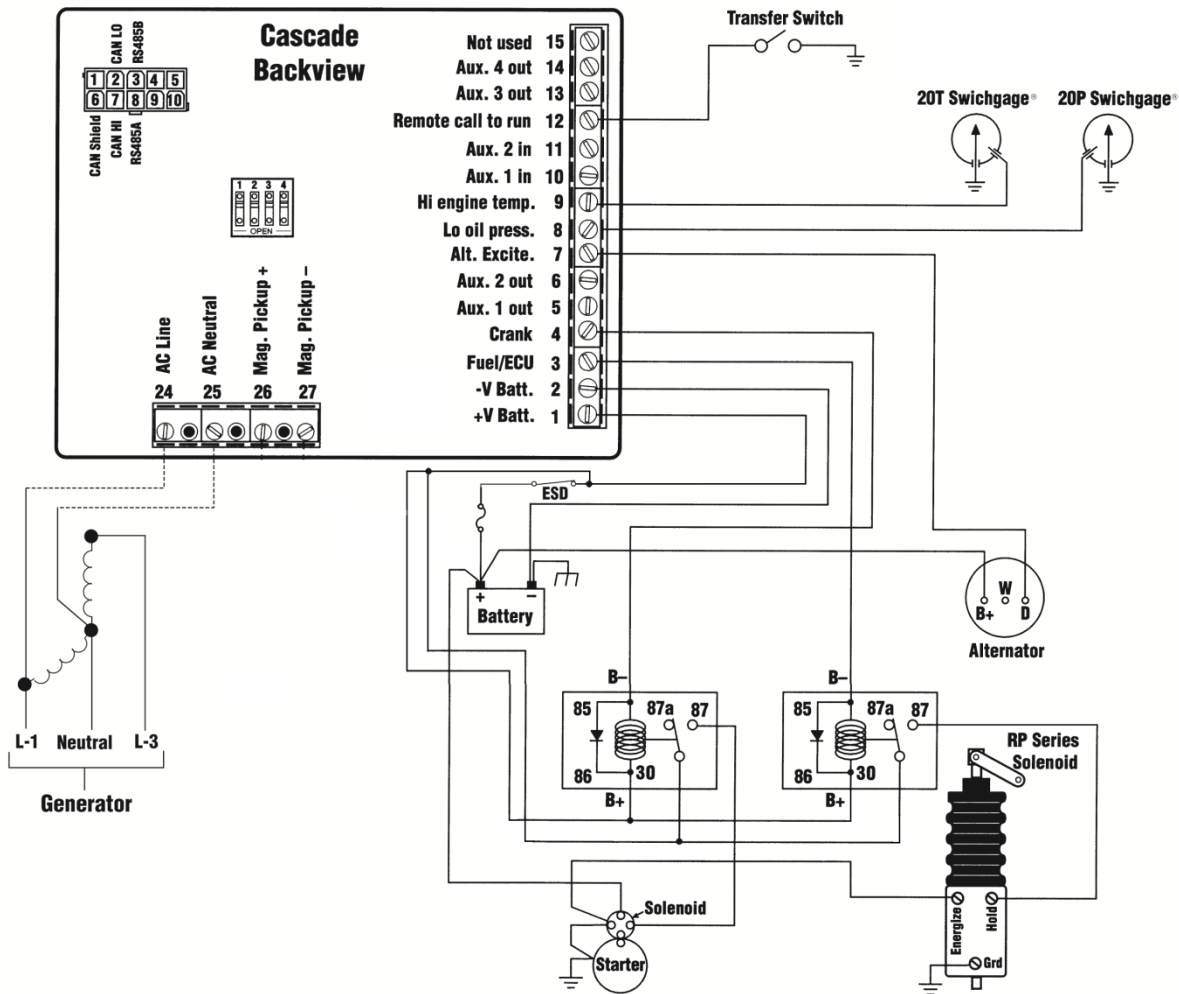 Cascade
Backview
CAN LO
RS485B
1 2 3 4 5
6 7 8 9 10
CAN Shield
CAN HI
RS485A
1 2 3 4
OPEN
Not used 15
Aux. 4 out 14
Aux. 3 out 13
Remote call to run 12
Aux. 2 in 11
Aux. 1 in 10
Hi engine temp. 9
Lo oil press. 8
Alt. Excite. 7
Aux. 2 out 6
Aux. 1 out 5
Crank 4
Fuel/ECU 3
-V Batt. 2
+V Batt. 1
AC Line
AC Neutral
Mag. Pickup +
Mag. Pickup –
24 25 26 27
Transfer Switch
20T Swichgage®
20P Swichgage®
ESD
+ –
Battery
B+ W D
Alternator
L-1 Neutral L-3
Generator
B–
85 87a 87
86 30
B+
B–
85 87a 87
86 30
B+
RP Series
Solenoid
Energize
Hold
Grd
Solenoid
Starter